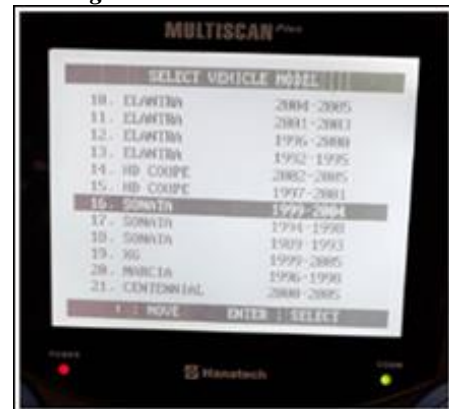 MULTISCAN Plus
SELECT VEHICLE MODEL
10. ELANTRA 2004-2005
11. ELANTRA 2001-2003
12. ELANTRA 1996-2000
13. ELANTRA 1992-1995
14. HD COUPE 2002-2005
15. HD COUPE 1997-2001
16. SONATA 1999-2004
17. SONATA 1994-1998
18. SONATA 1989-1993
19. XG 1999-2005
20. MARCIA 1996-1998
21. CENTENNIAL 2000-2005
: MOVE ENTER : SELECT
POWER
Hanatech